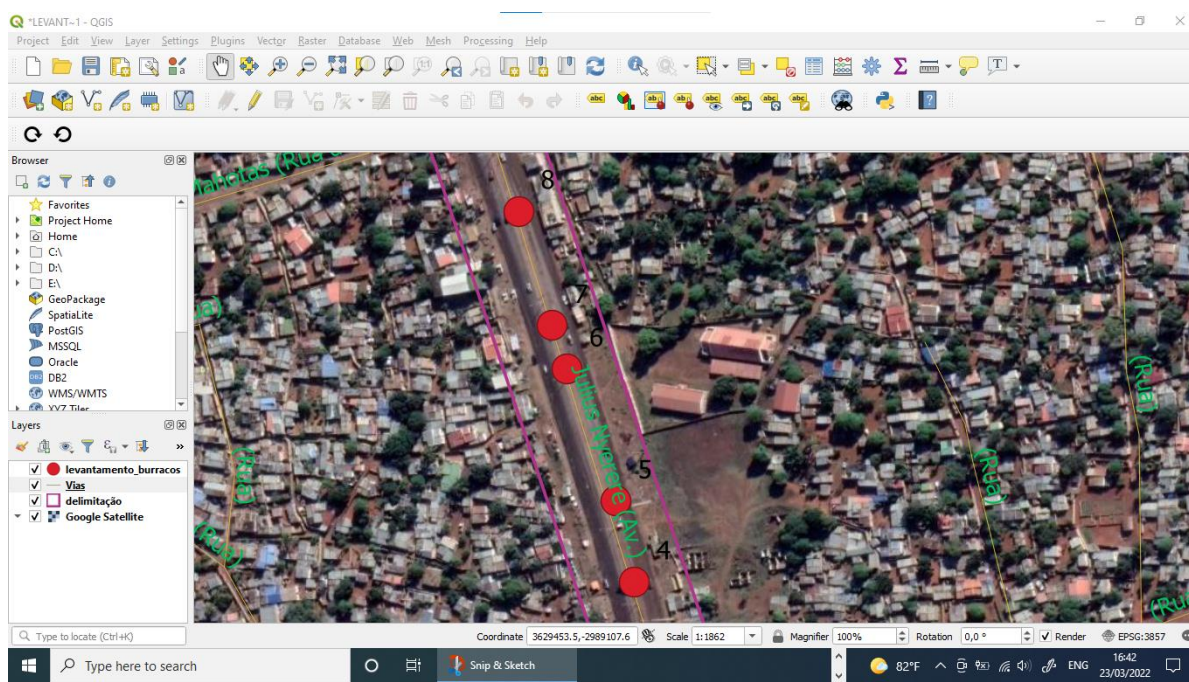 *LEVANT~1 - QGIS
Project Edit View Layer Settings Plugins Vector Raster Database Web Mesh Processing Help
Browser
Favorites
Project Home
Home
C:\
D:\
E:\
GeoPackage
SpatiaLite
PostGIS
MSSQL
Oracle
DB2
WMS/WMTS
XYZ Tiles
Layers
levantamento_burracos
Vias
delimitação
Google Satellite
Mahotas (Rua
8
7
6
Julius Nyerere (Av.)
5
4
(Rua)
(Rua)
(Rua)
(Rua)
Type to locate (Ctrl+K)
Coordinate 3629453.5,-2989107.6 Scale 1:1862 Magnifier 100% Rotation 0,0 ° Render EPSG:3857
Type here to search
Snip & Sketch
82°F
ENG
16:42
23/03/2022